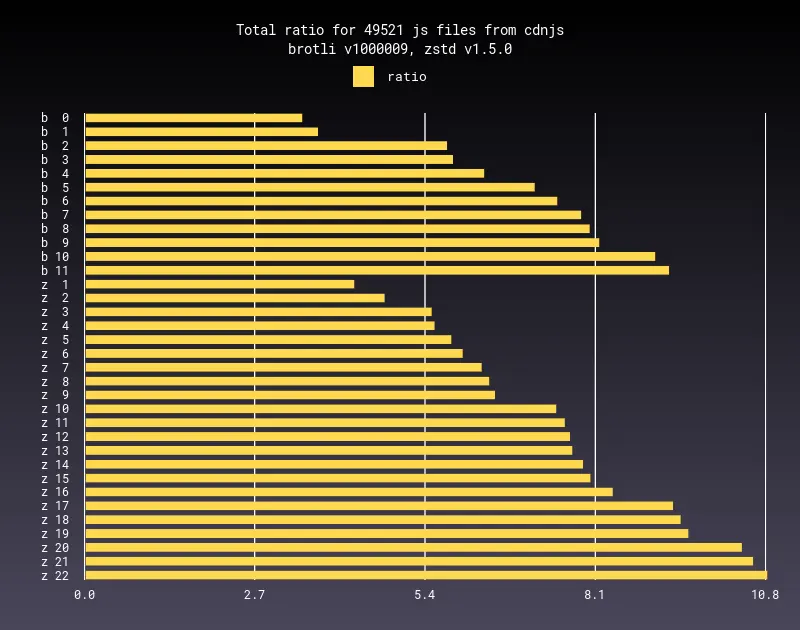 Total ratio for 49521 js files from cdnjs
brotli v1000009, zstd v1.5.0
ratio
b 0
b 1
b 2
b 3
b 4
b 5
b 6
b 7
b 8
b 9
b 10
b 11
z 1
z 2
z 3
z 4
z 5
z 6
z 7
z 8
z 9
z 10
z 11
z 12
z 13
z 14
z 15
z 16
z 17
z 18
z 19
z 20
z 21
z 22
0.0 2.7 5.4 8.1 10.8